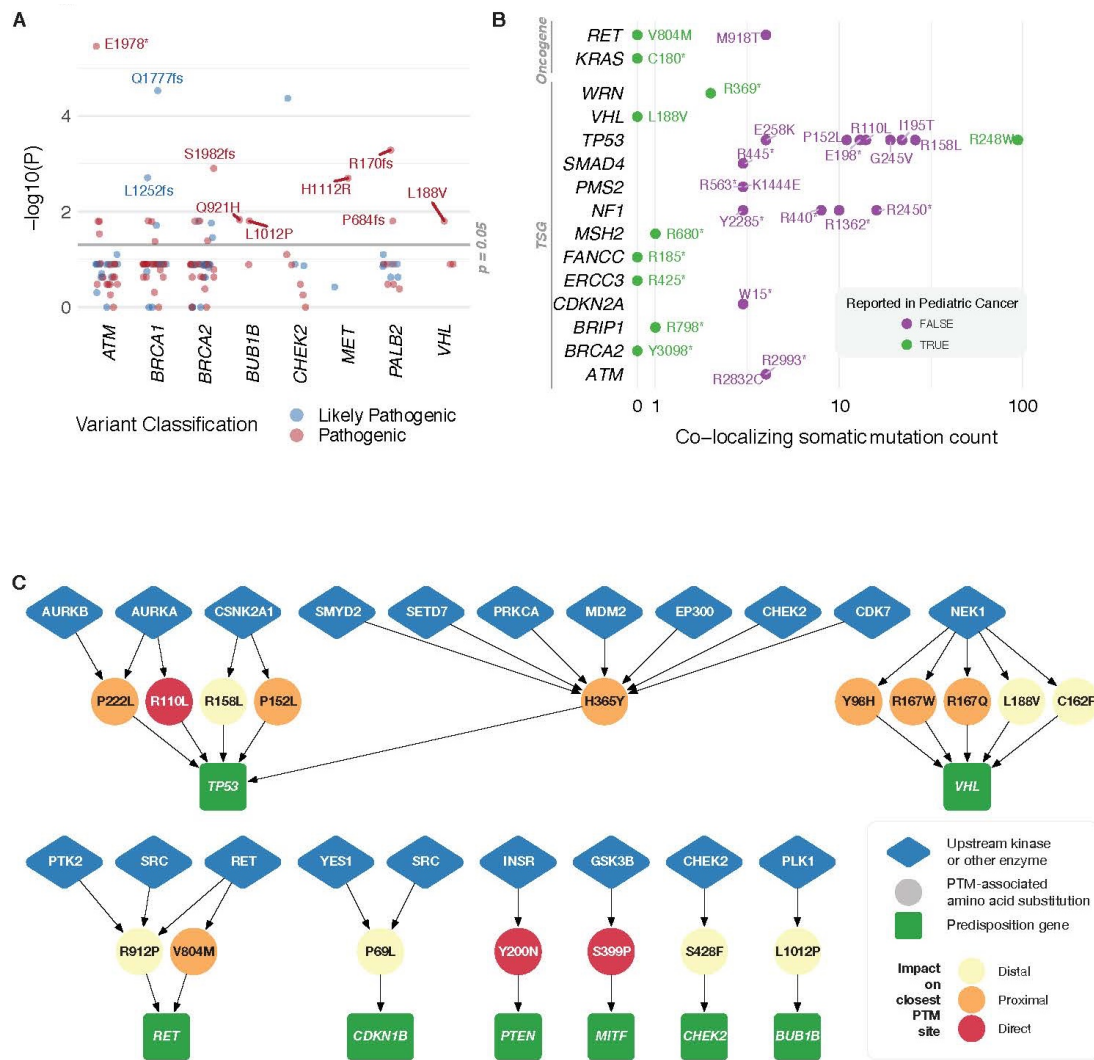 A
E1978*
Q1777fs
4
S1982fs
R170fs
L1252fs
H1112R
L188V
Q921H
P684fs
2
L1012P
p = 0.05
0
–log10(P)
ATM
BRCA1
BRCA2
BUB1B
CHEK2
MET
PALB2
VHL
Variant Classification
Likely Pathogenic
Pathogenic
B
Oncogene
TSG
RET V804M M918T
KRAS C180*
WRN R369*
VHL L188V
TP53 E258K P152L E198* R110L G245V I195T R158L R248W
SMAD4 R445*
PMS2 R563* K1444E
NF1 Y2285* R440* R1362* R2450*
MSH2 R680*
FANCC R185*
ERCC3 R425*
CDKN2A W15*
BRIP1 R798*
BRCA2 Y3098*
ATM R2832C R2993*
Reported in Pediatric Cancer
FALSE
TRUE
0 1 10 100
Co–localizing somatic mutation count
C
AURKB AURKA CSNK2A1 SMYD2 SETD7 PRKCA MDM2 EP300 CHEK2 CDK7 NEK1
P222L R110L R158L P152L H365Y Y98H R167W R167Q L188V C162F
TP53 VHL
PTK2 SRC RET YES1 SRC INSR GSK3B CHEK2 PLK1
R912P V804M P69L Y200N S399P S428F L1012P
RET CDKN1B PTEN MITF CHEK2 BUB1B
Upstream kinase
or other enzyme
PTM-associated
amino acid substitution
Predisposition gene
Impact
on
closest
PTM
site
Distal
Proximal
Direct